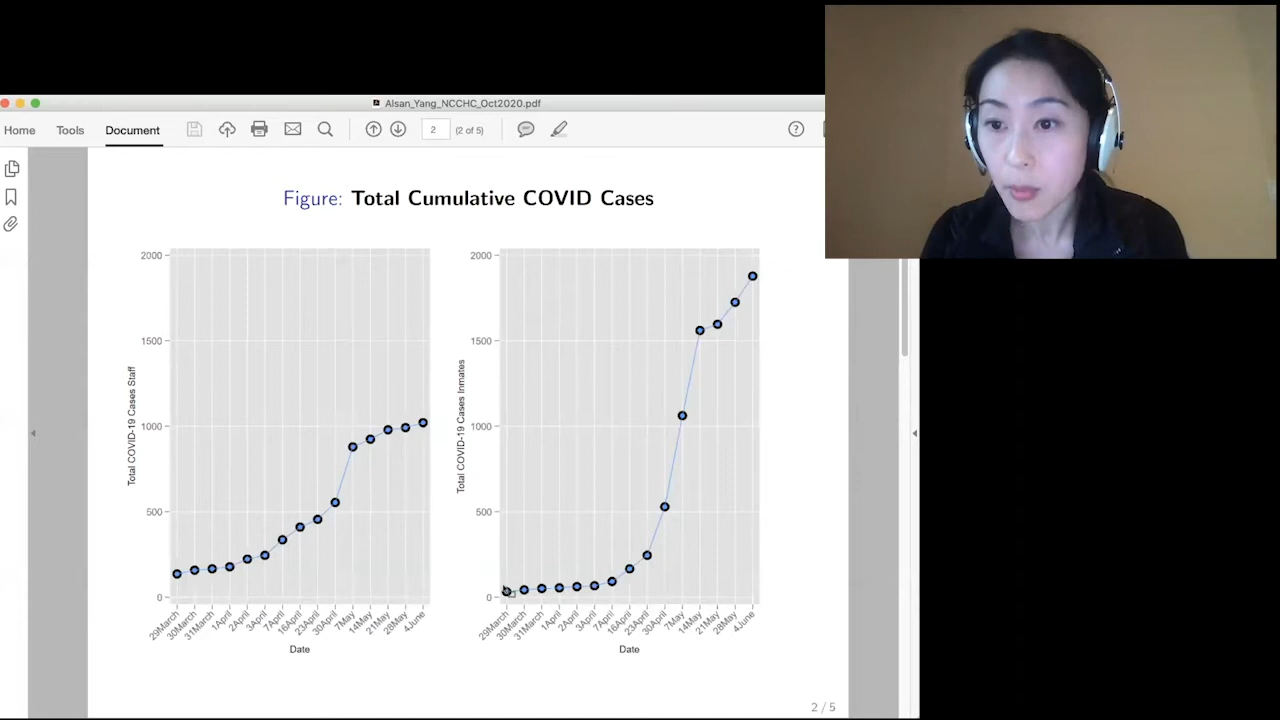 Alsan_Yang_NCCHC_Oct2020.pdf
Home Tools Document 2 (2 of 5)
Figure: Total Cumulative COVID Cases
Total COVID-19 Cases Staff
2000
1500
1000
500
0
29March 30March 31March 1April 2April 3April 7April 16April 23April 30April 7May 14May 21May 28May 4June
Date
Total COVID-19 Cases Inmates
2000
1500
1000
500
0
29March 30March 31March 1April 2April 3April 7April 16April 23April 30April 7May 14May 21May 28May 4June
Date
2 / 5